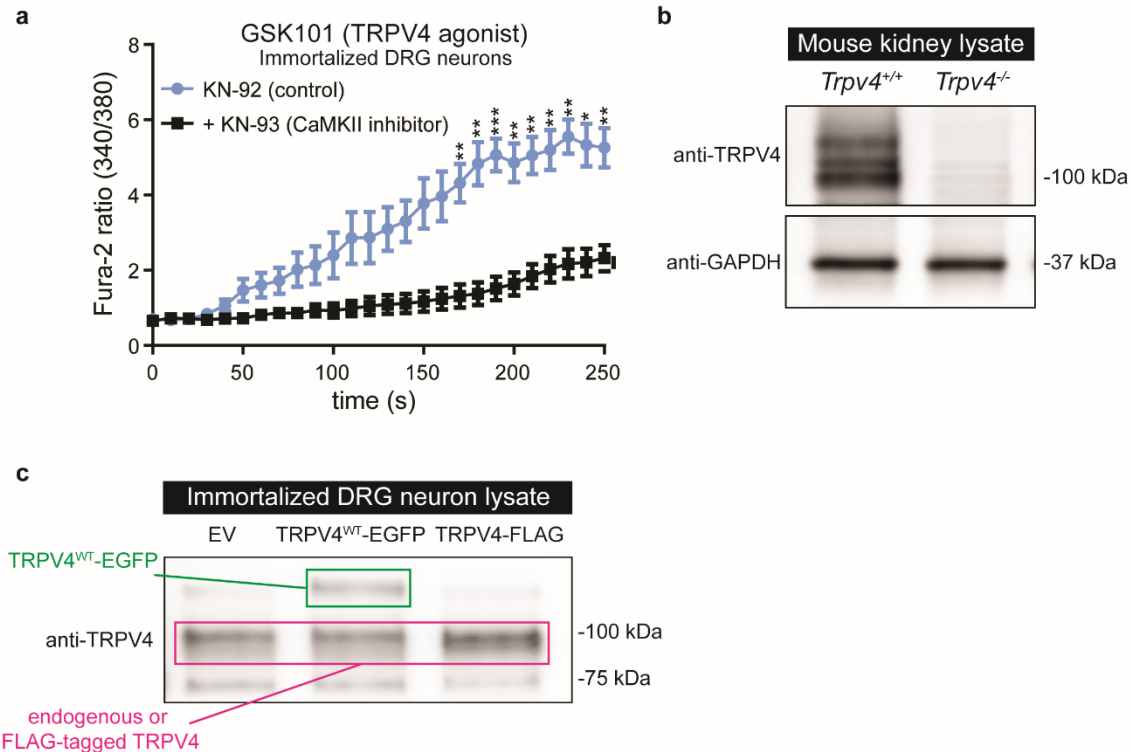 a
GSK101 (TRPV4 agonist)
Immortalized DRG neurons
KN-92 (control)
+ KN-93 (CaMKII inhibitor)
** ** *** ** ** ** ** * **
Fura-2 ratio (340/380)
8
6
4
2
0
0 50 100 150 200 250
time (s)
b
Mouse kidney lysate
Trpv4+/+ Trpv4-/-
anti-TRPV4
-100 kDa
anti-GAPDH
-37 kDa
c
Immortalized DRG neuron lysate
EV TRPV4WT-EGFP TRPV4-FLAG
TRPV4WT-EGFP
anti-TRPV4
-100 kDa
-75 kDa
endogenous or
FLAG-tagged TRPV4